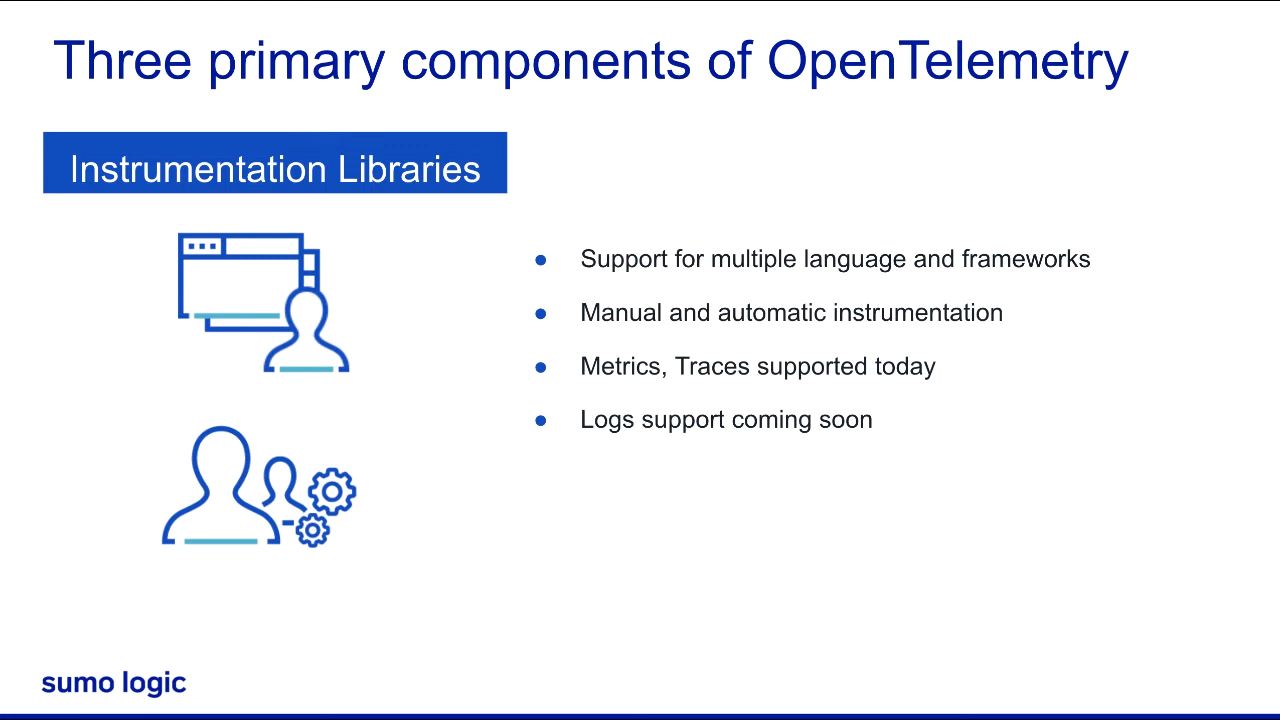 Three primary components of OpenTelemetry
Instrumentation Libraries
● Support for multiple language and frameworks
● Manual and automatic instrumentation
● Metrics, Traces supported today
● Logs support coming soon
sumo logic